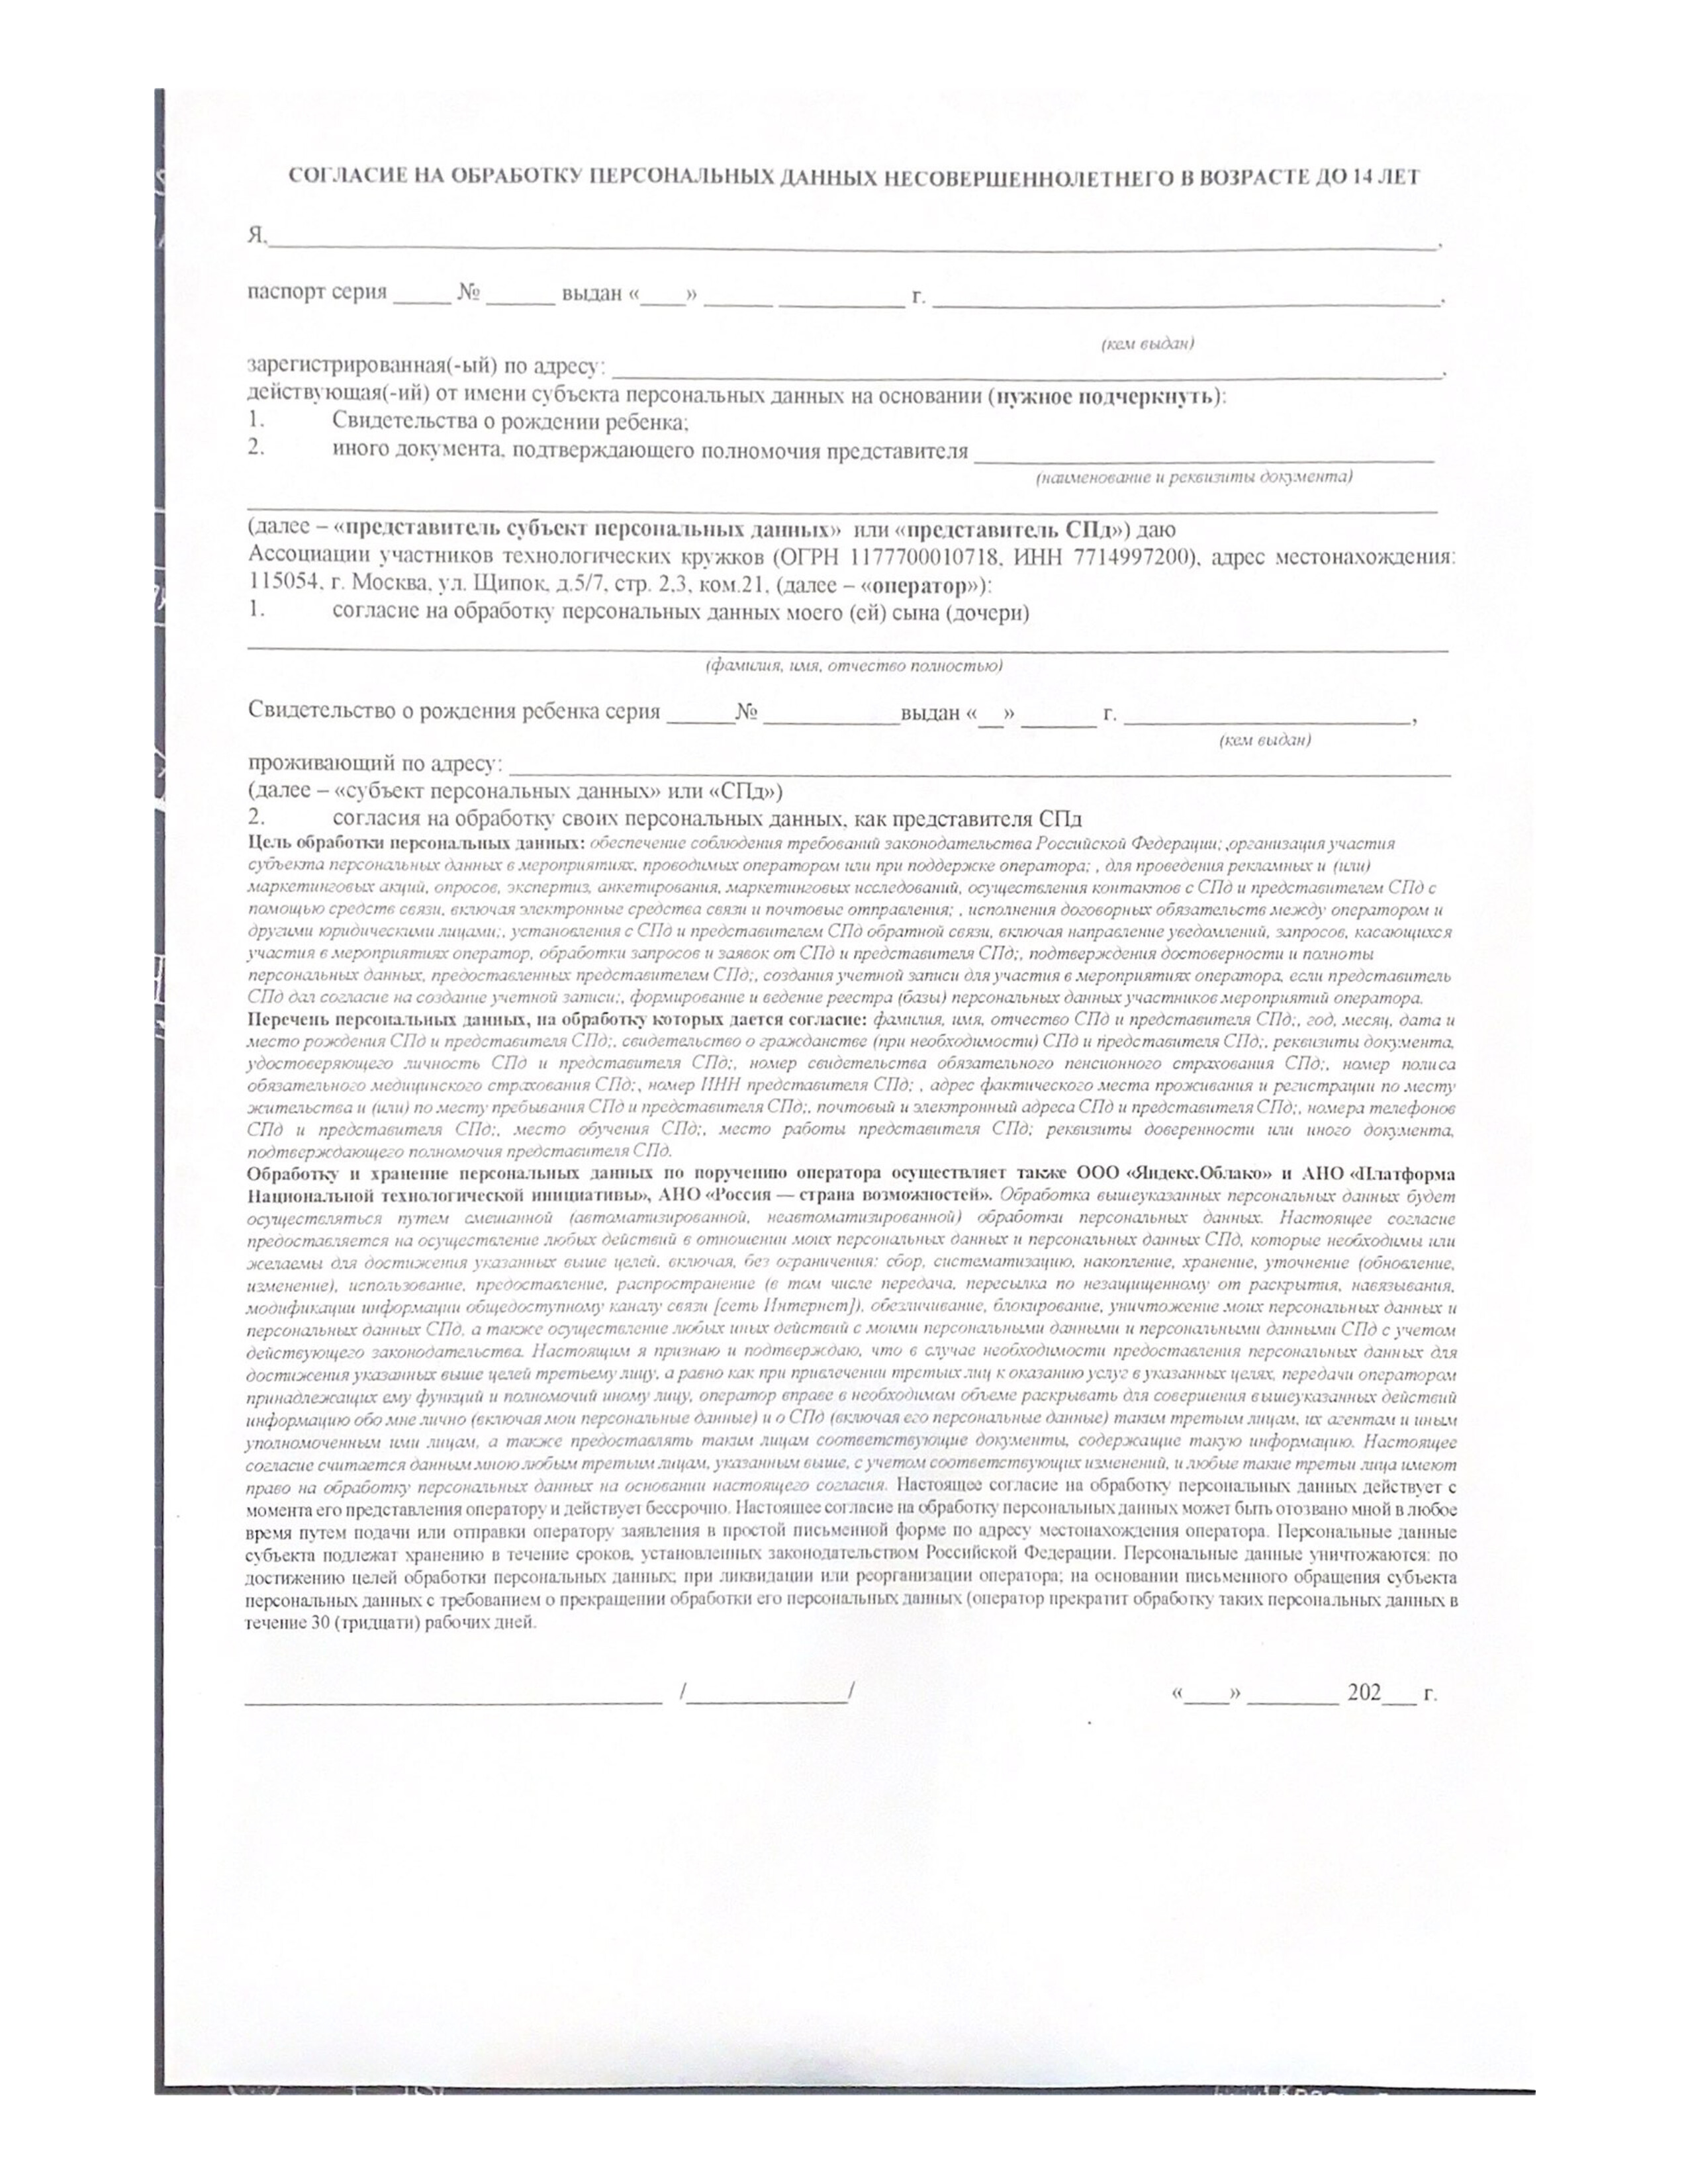 СОГЛАСИЕ НА ОБРАБОТКУ ПЕРСОНАЛЬНЫХ ДАННЫХ НЕСОВЕРШЕННОЛЕТНЕГО В ВОЗРАСТЕ ДО 14 ЛЕТ
Я,______________________________________________,
паспорт серия _____ № ______ выдан «____» ______ ___________ г. ____________________________________________,
(кем выдан)
зарегистрированная(-ый) по адресу: ____________________________________________,
действующая(-ий) от имени субъекта персональных данных на основании (нужное подчеркнуть):
1. Свидетельства о рождении ребенка;
2. иного документа, подтверждающего полномочия представителя ________________________________________
(наименование и реквизиты документа)
(далее – «представитель субъект персональных данных» или «представитель СПд») даю
Ассоциации участников технологических кружков (ОГРН 1177700010718, ИНН 7714997200), адрес местонахождения:
115054, г. Москва, ул. Щипок, д.5/7, стр. 2,3, ком.21, (далее – «оператор»):
1. согласие на обработку персональных данных моего (ей) сына (дочери)
(фамилия, имя, отчество полностью)
Свидетельство о рождения ребенка серия ______№ ____________выдан «__» ______ г. _________________________,
(кем выдан)
проживающий по адресу: ____________________________________________
(далее – «субъект персональных данных» или «СПд»)
2. согласия на обработку своих персональных данных, как представителя СПд
Цель обработки персональных данных: обеспечение соблюдения требований законодательства Российской Федерации; ,организация участия
субъекта персональных данных в мероприятиях, проводимых оператором или при поддержке оператора; , для проведения рекламных и (или)
маркетинговых акций, опросов, экспертиз, анкетирования, маркетинговых исследований, осуществления контактов с СПд и представителем СПд с
помощью средств связи, включая электронные средства связи и почтовые отправления; , исполнения договорных обязательств между оператором и
другими юридическими лицами;, установления с СПд и представителем СПд обратной связи, включая направление уведомлений, запросов, касающихся
участия в мероприятиях оператор, обработки запросов и заявок от СПд и представителя СПд;, подтверждения достоверности и полноты
персональных данных, предоставленных представителем СПд;, создания учетной записи для участия в мероприятиях оператора, если представитель
СПд дал согласие на создание учетной записи;, формирование и ведение реестра (базы) персональных данных участников мероприятий оператора.
Перечень персональных данных, на обработку которых дается согласие: фамилия, имя, отчество СПд и представителя СПд;, год, месяц, дата и
место рождения СПд и представителя СПд;, свидетельство о гражданстве (при необходимости) СПд и представителя СПд;, реквизиты документа,
удостоверяющего личность СПд и представителя СПд;, номер свидетельства обязательного пенсионного страхования СПд;, номер полиса
обязательного медицинского страхования СПд;, номер ИНН представителя СПд; , адрес фактического места проживания и регистрации по месту
жительства и (или) по месту пребывания СПд и представителя СПд;, почтовый и электронный адреса СПд и представителя СПд;, номера телефонов
СПд и представителя СПд;, место обучения СПд;, место работы представителя СПд; реквизиты доверенности или иного документа,
подтверждающего полномочия представителя СПд.
Обработку и хранение персональных данных по поручению оператора осуществляет также ООО «Яндекс.Облако» и АНО «Платформа
Национальной технологической инициативы», АНО «Россия — страна возможностей». Обработка вышеуказанных персональных данных будет
осуществляться путем смешанной (автоматизированной, неавтоматизированной) обработки персональных данных. Настоящее согласие
предоставляется на осуществление любых действий в отношении моих персональных данных и персональных данных СПд, которые необходимы или
желаемы для достижения указанных выше целей, включая, без ограничения: сбор, систематизацию, накопление, хранение, уточнение (обновление,
изменение), использование, предоставление, распространение (в том числе передача, пересылка по незащищенному от раскрытия, навязывания,
модификации информации общедоступному каналу связи [сеть Интернет]), обезличивание, блокирование, уничтожение моих персональных данных и
персональных данных СПд, а также осуществление любых иных действий с моими персональными данными и персональными данными СПд с учетом
действующего законодательства. Настоящим я признаю и подтверждаю, что в случае необходимости предоставления персональных данных для
достижения указанных выше целей третьему лицу, а равно как при привлечении третьих лиц к оказанию услуг в указанных целях, передачи оператором
принадлежащих ему функций и полномочий иному лицу, оператор вправе в необходимом объеме раскрывать для совершения вышеуказанных действий
информацию обо мне лично (включая мои персональные данные) и о СПд (включая его персональные данные) таким третьим лицам, их агентам и иным
уполномоченным ими лицам, а также предоставлять таким лицам соответствующие документы, содержащие такую информацию. Настоящее
согласие считается данным мною любым третьим лицам, указанным выше, с учетом соответствующих изменений, и любые такие третьи лица имеют
право на обработку персональных данных на основании настоящего согласия. Настоящее согласие на обработку персональных данных действует с
момента его представления оператору и действует бессрочно. Настоящее согласие на обработку персональных данных может быть отозвано мной в любое
время путем подачи или отправки оператору заявления в простой письменной форме по адресу местонахождения оператора. Персональные данные
субъекта подлежат хранению в течение сроков, установленных законодательством Российской Федерации. Персональные данные уничтожаются: по
достижению целей обработки персональных данных; при ликвидации или реорганизации оператора; на основании письменного обращения субъекта
персональных данных с требованием о прекращении обработки его персональных данных (оператор прекратит обработку таких персональных данных в
течение 30 (тридцати) рабочих дней.
____________________________________ /______________/ «____» ________ 202___ г.